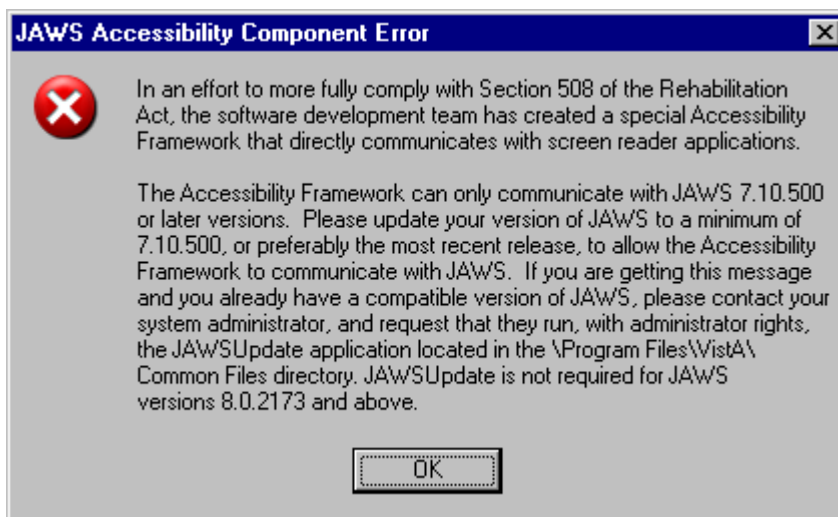 JAWS Accessibility Component Error
In an effort to more fully comply with Section 508 of the Rehabilitation
Act, the software development team has created a special Accessibility
Framework that directly communicates with screen reader applications.
The Accessibility Framework can only communicate with JAWS 7.10.500
or later versions.  Please update your version of JAWS to a minimum of
7.10.500, or preferably the most recent release, to allow the Accessibility
Framework to communicate with JAWS.  If you are getting this message
and you already have a compatible version of JAWS, please contact your
system administrator, and request that they run, with administrator rights,
the JAWSUpdate application located in the \Program Files\VistA\
Common Files directory. JAWSUpdate is not required for JAWS
versions 8.0.2173 and above.
OK